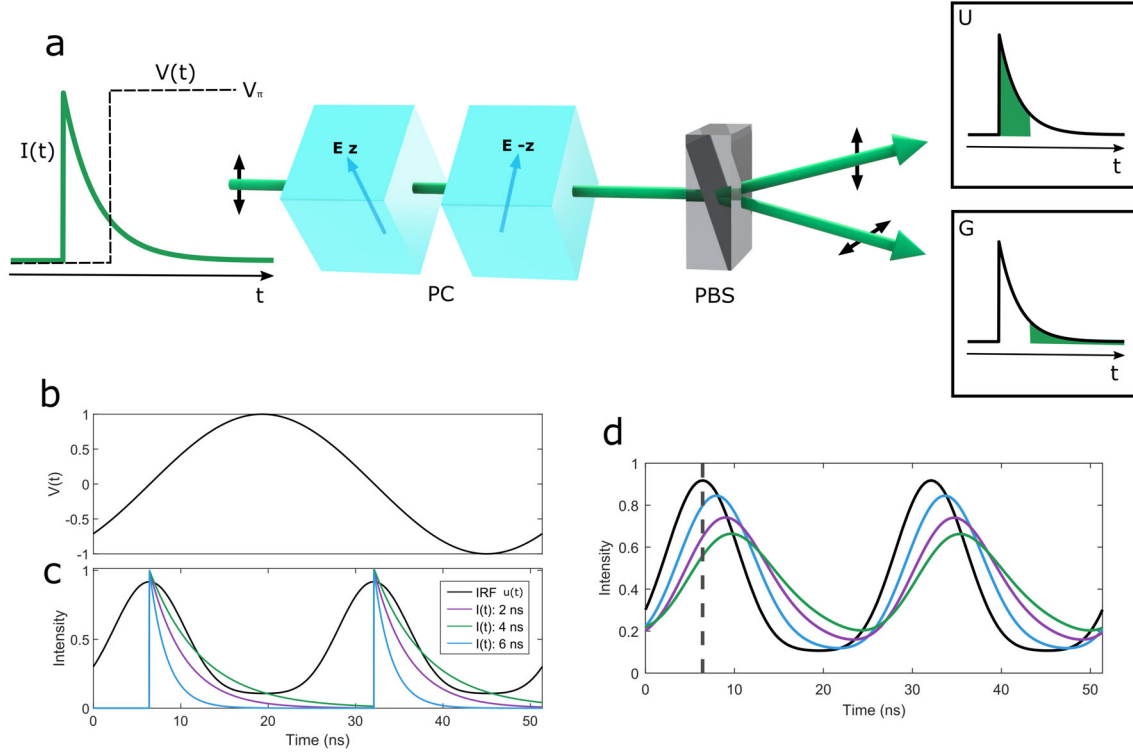 a
V(t)
Vπ
I(t)
t
E z
E -z
PC
PBS
U
t
G
t
b
V(t)
1
0.5
0
-0.5
-1
c
Intensity
1
0.5
0
IRF u(t)
I(t): 2 ns
I(t): 4 ns
I(t): 6 ns
0 10 20 30 40 50
Time (ns)
d
Intensity
1
0.8
0.6
0.4
0.2
0
0 10 20 30 40 50
Time (ns)